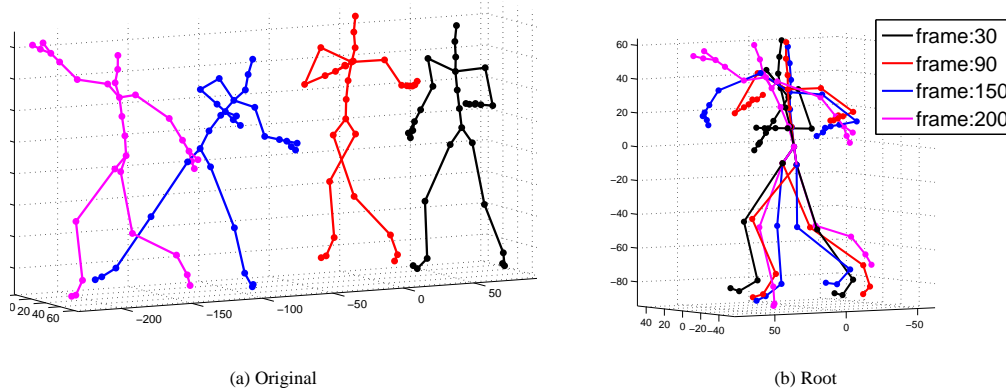 0 20 40 60
−200 −150 −100 −50 0 50
(a) Original
60
40
20
0
−20
−40
−60
−80
40 20 0 −20 −40
50 0 −50
(b) Root
frame:30
frame:90
frame:150
frame:200